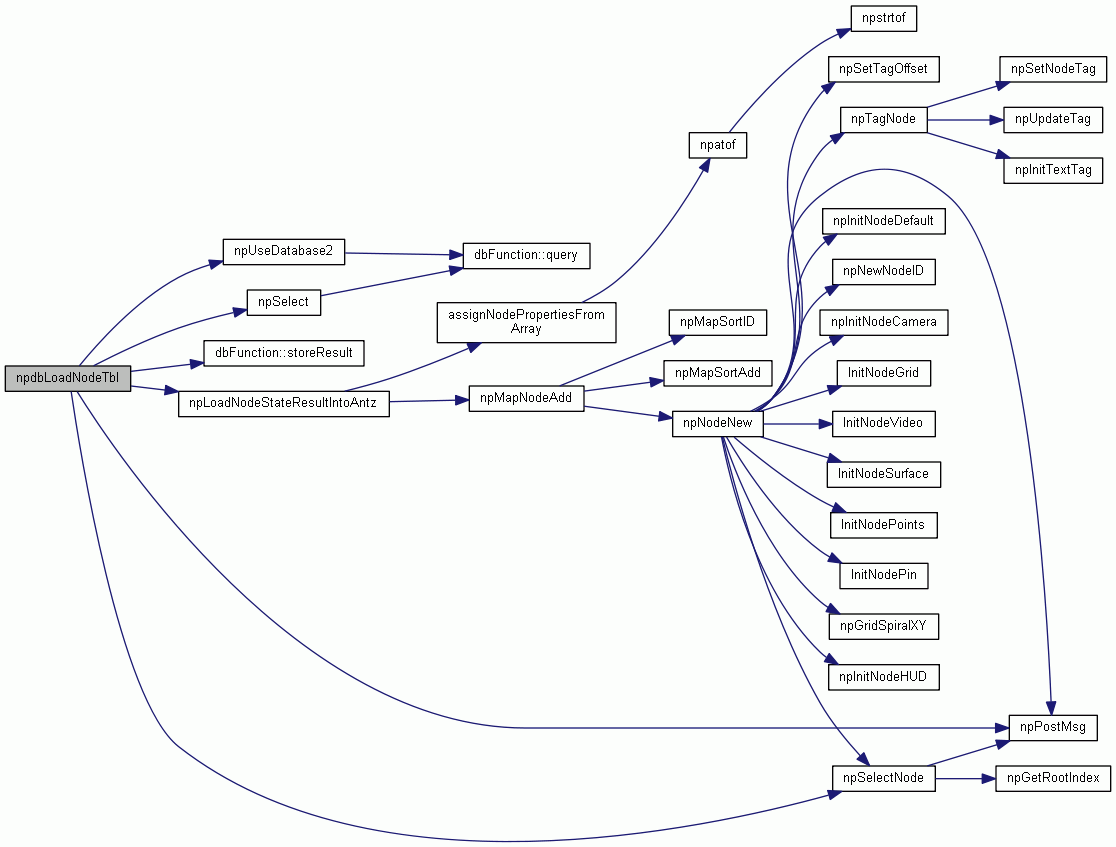 npstrtof
npSetTagOffset
npSetNodeTag
npTagNode
npUpdateTag
npatof
npInitTextTag
npInitNodeDefault
npUseDatabase2
dbFunction::query
npNewNodeID
npSelect
assignNodePropertiesFrom
Array
npMapSortID
npInitNodeCamera
dbFunction::storeResult
npdbLoadNodeTbl
npMapSortAdd
InitNodeGrid
npLoadNodeStateResultIntoAntz
npMapNodeAdd
npNodeNew
InitNodeVideo
InitNodeSurface
InitNodePoints
InitNodePin
npGridSpiralXY
npInitNodeHUD
npPostMsg
npSelectNode
npGetRootIndex